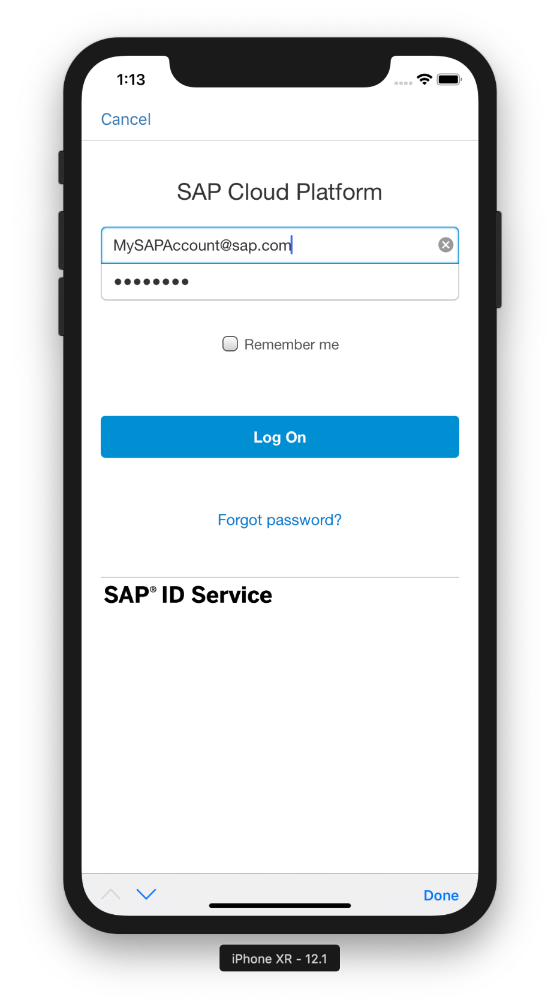 1:13
Cancel
SAP Cloud Platform
MySAPAccount@sap.com
••••••••
Remember me
Log On
Forgot password?
SAP® ID Service
Done
iPhone XR - 12.1